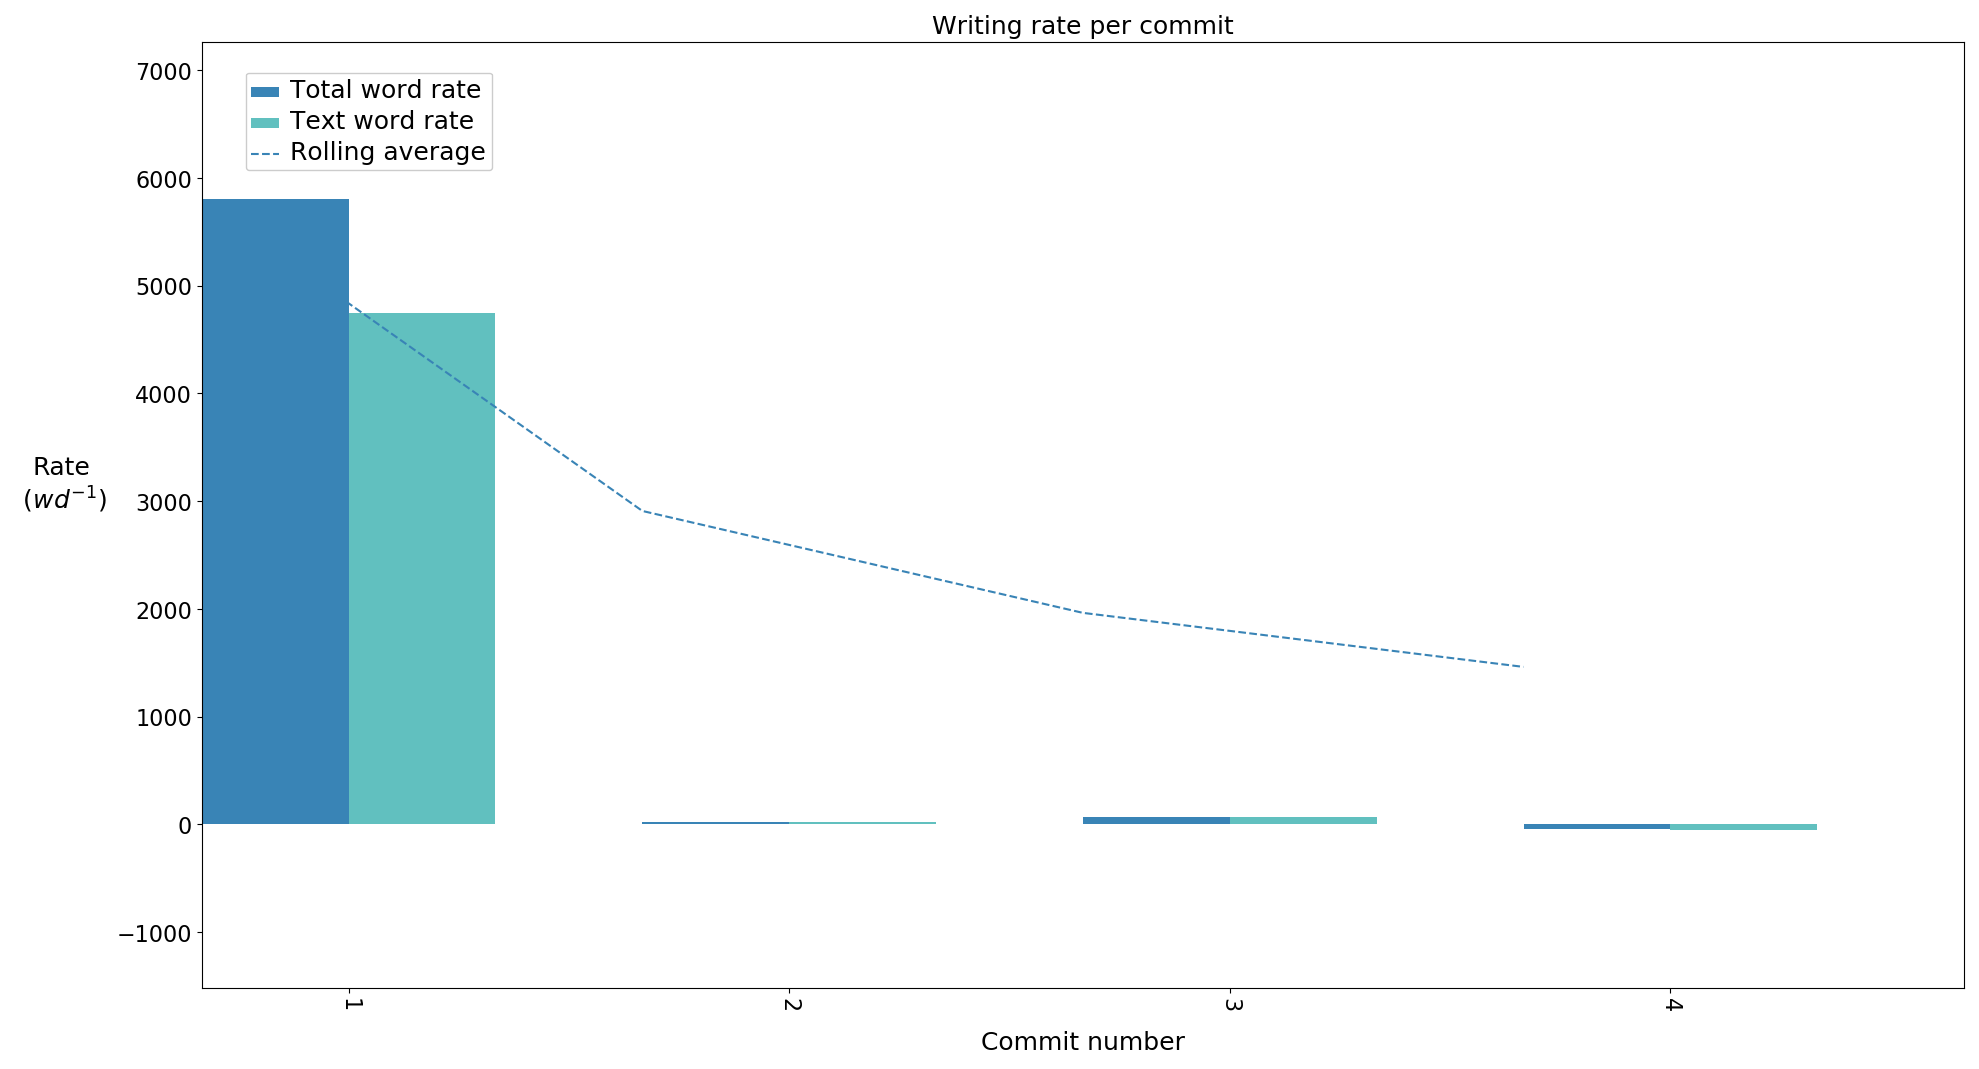 Writing rate per commit
7000
6000
5000
4000
3000
2000
1000
0
−1000
Total word rate
Text word rate
Rolling average
Rate
(wd⁻¹)
1
2
3
4
Commit number